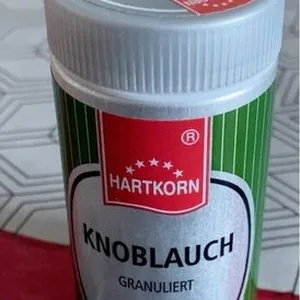 ®
HARTKORN
KNOBLAUCH
GRANULIERT